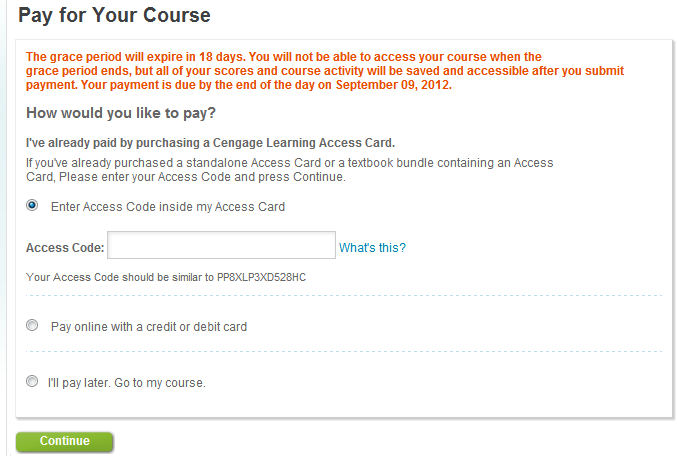 Pay for Your Course
The grace period will expire in 18 days. You will not be able to access your course when the
grace period ends, but all of your scores and course activity will be saved and accessible after you submit
payment. Your payment is due by the end of the day on September 09, 2012.
How would you like to pay?
I've already paid by purchasing a Cengage Learning Access Card.
If you've already purchased a standalone Access Card or a textbook bundle containing an Access
Card, Please enter your Access Code and press Continue.
Enter Access Code inside my Access Card
Access Code: What's this?
Your Access Code should be similar to PP8XLP3XD528HC
Pay online with a credit or debit card
I'll pay later. Go to my course.
Continue